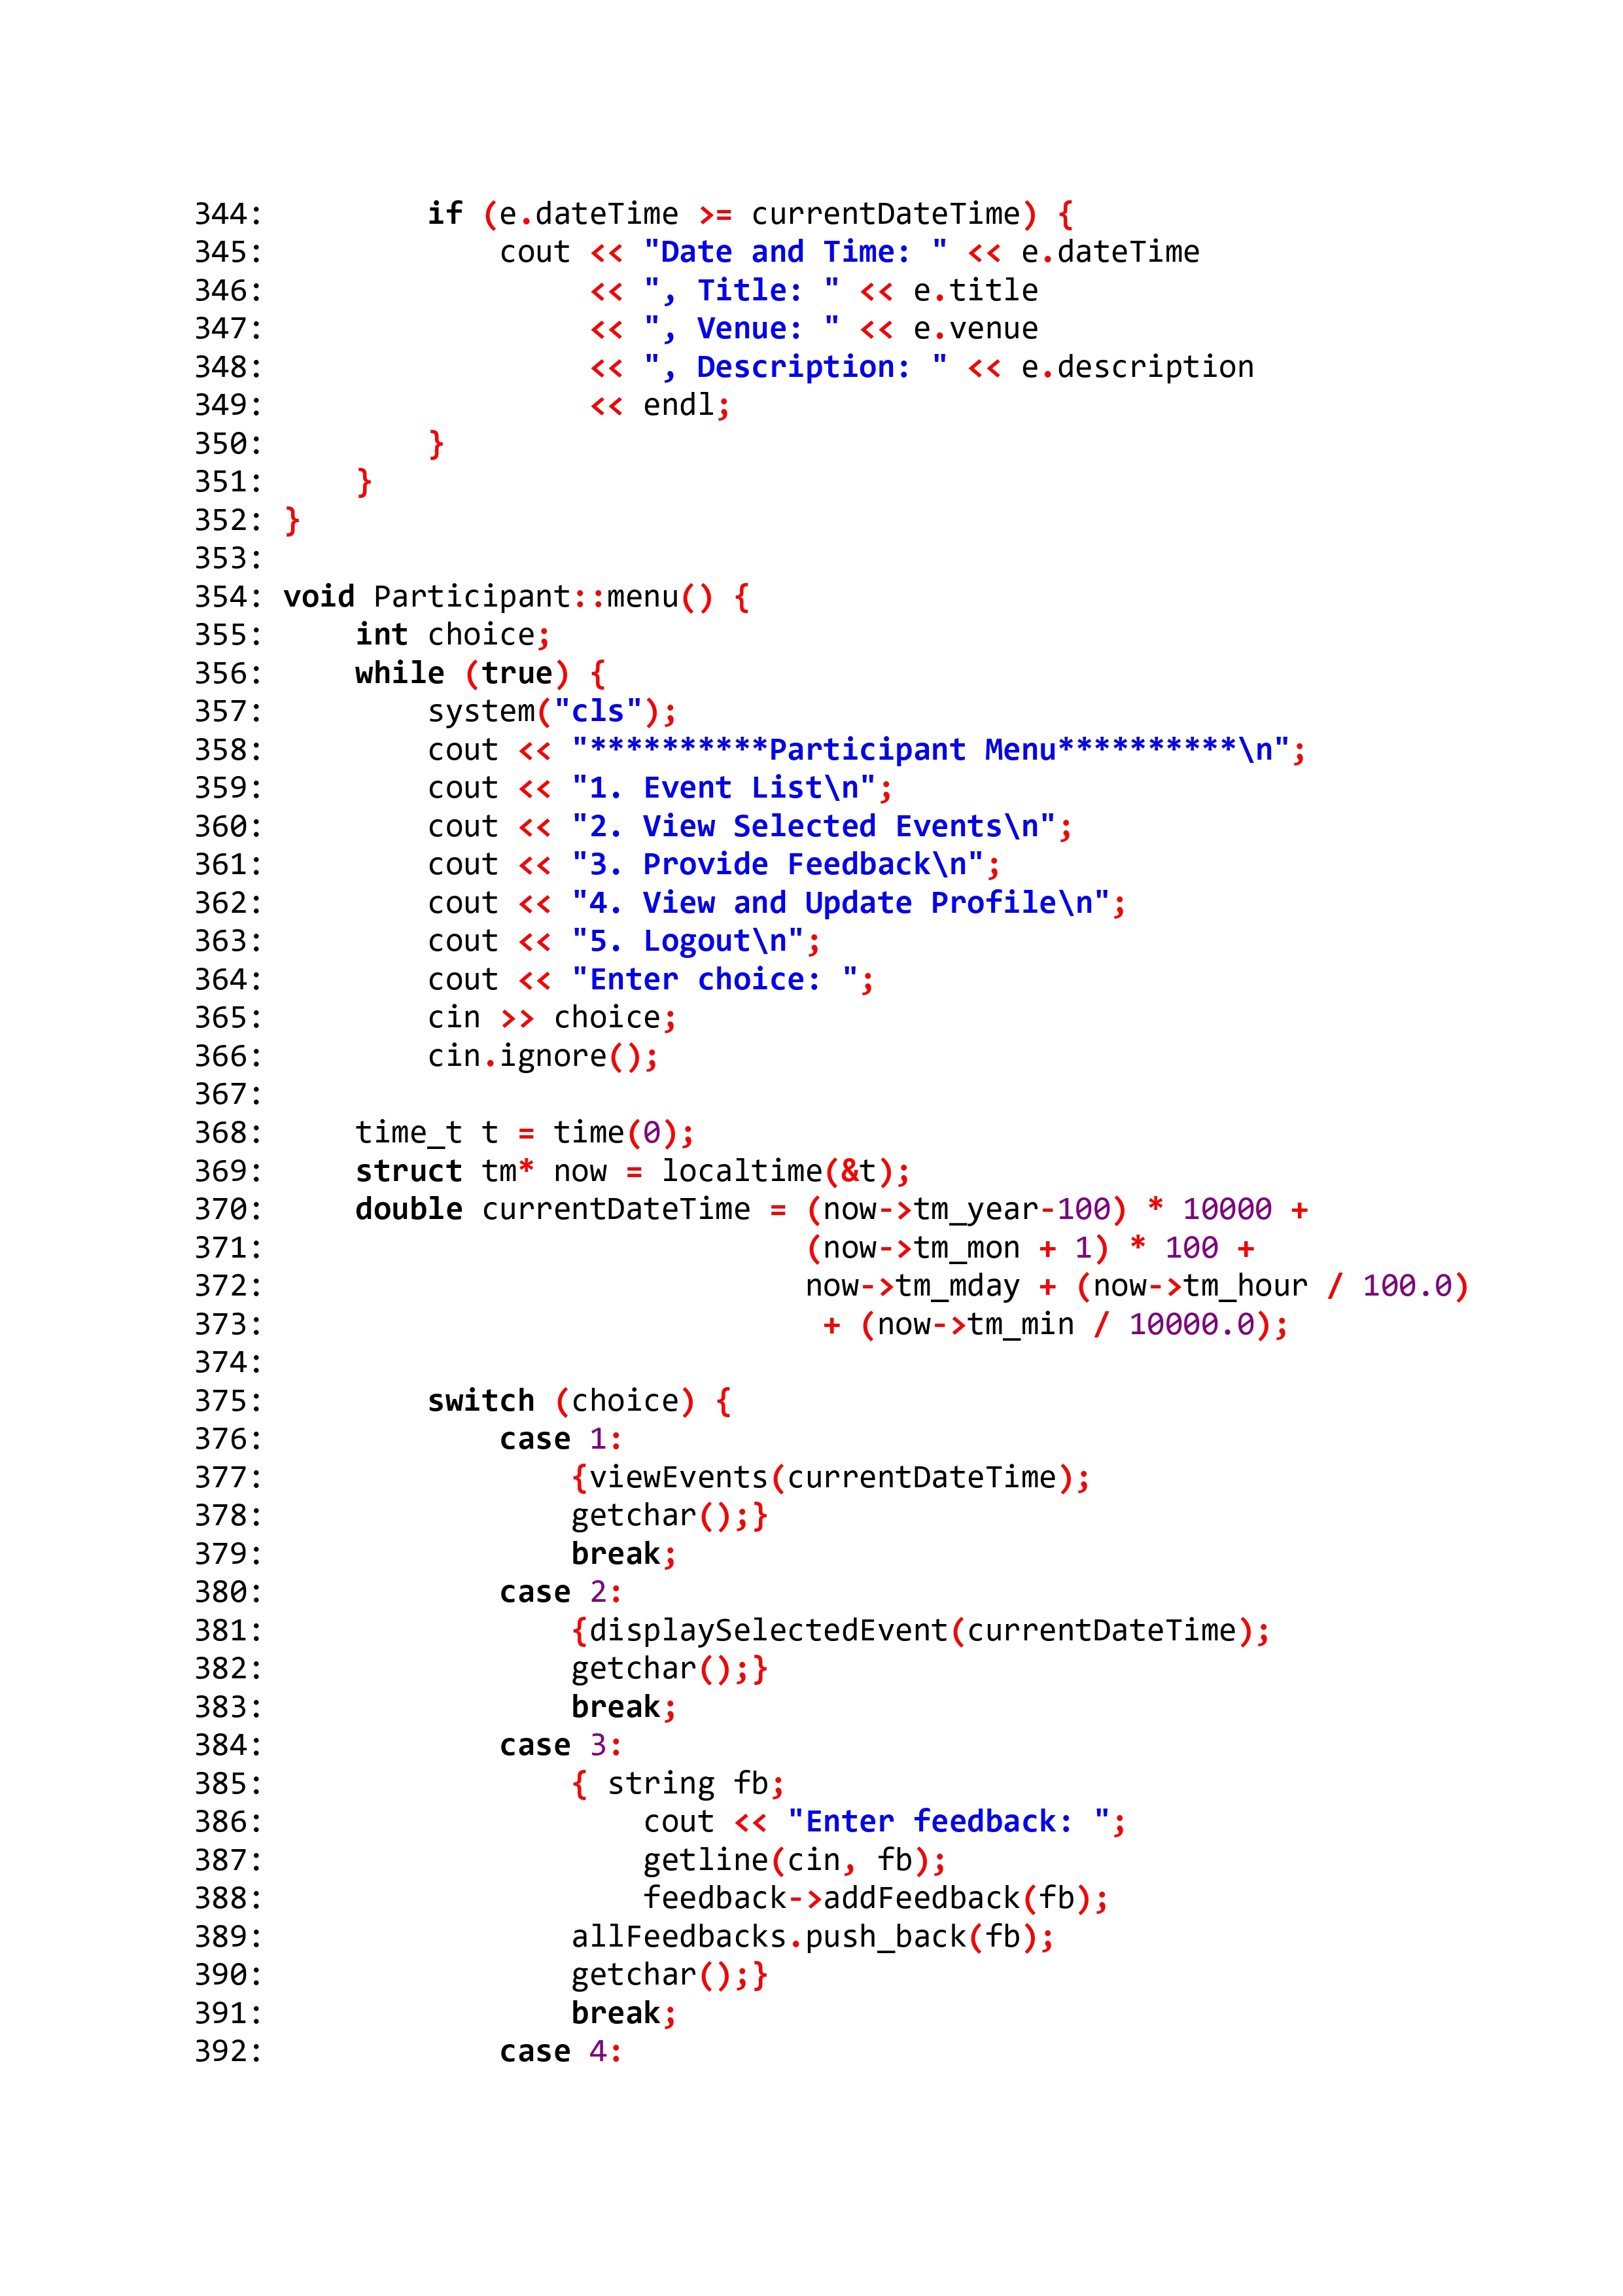 344:         if (e.dateTime >= currentDateTime) {
345:             cout << "Date and Time: " << e.dateTime
346:                  << ", Title: " << e.title
347:                  << ", Venue: " << e.venue
348:                  << ", Description: " << e.description
349:                  << endl;
350:         }
351:     }
352: }
353:
354: void Participant::menu() {
355:     int choice;
356:     while (true) {
357:         system("cls");
358:         cout << "**********Participant Menu**********\n";
359:         cout << "1. Event List\n";
360:         cout << "2. View Selected Events\n";
361:         cout << "3. Provide Feedback\n";
362:         cout << "4. View and Update Profile\n";
363:         cout << "5. Logout\n";
364:         cout << "Enter choice: ";
365:         cin >> choice;
366:         cin.ignore();
367:
368:     time_t t = time(0);
369:     struct tm* now = localtime(&t);
370:     double currentDateTime = (now->tm_year-100) * 10000 +
371:                              (now->tm_mon + 1) * 100 +
372:                              now->tm_mday + (now->tm_hour / 100.0)
373:                               + (now->tm_min / 10000.0);
374:
375:         switch (choice) {
376:             case 1:
377:                 {viewEvents(currentDateTime);
378:                 getchar();}
379:                 break;
380:             case 2:
381:                 {displaySelectedEvent(currentDateTime);
382:                 getchar();}
383:                 break;
384:             case 3:
385:                 { string fb;
386:                     cout << "Enter feedback: ";
387:                     getline(cin, fb);
388:                     feedback->addFeedback(fb);
389:                 allFeedbacks.push_back(fb);
390:                 getchar();}
391:                 break;
392:             case 4: